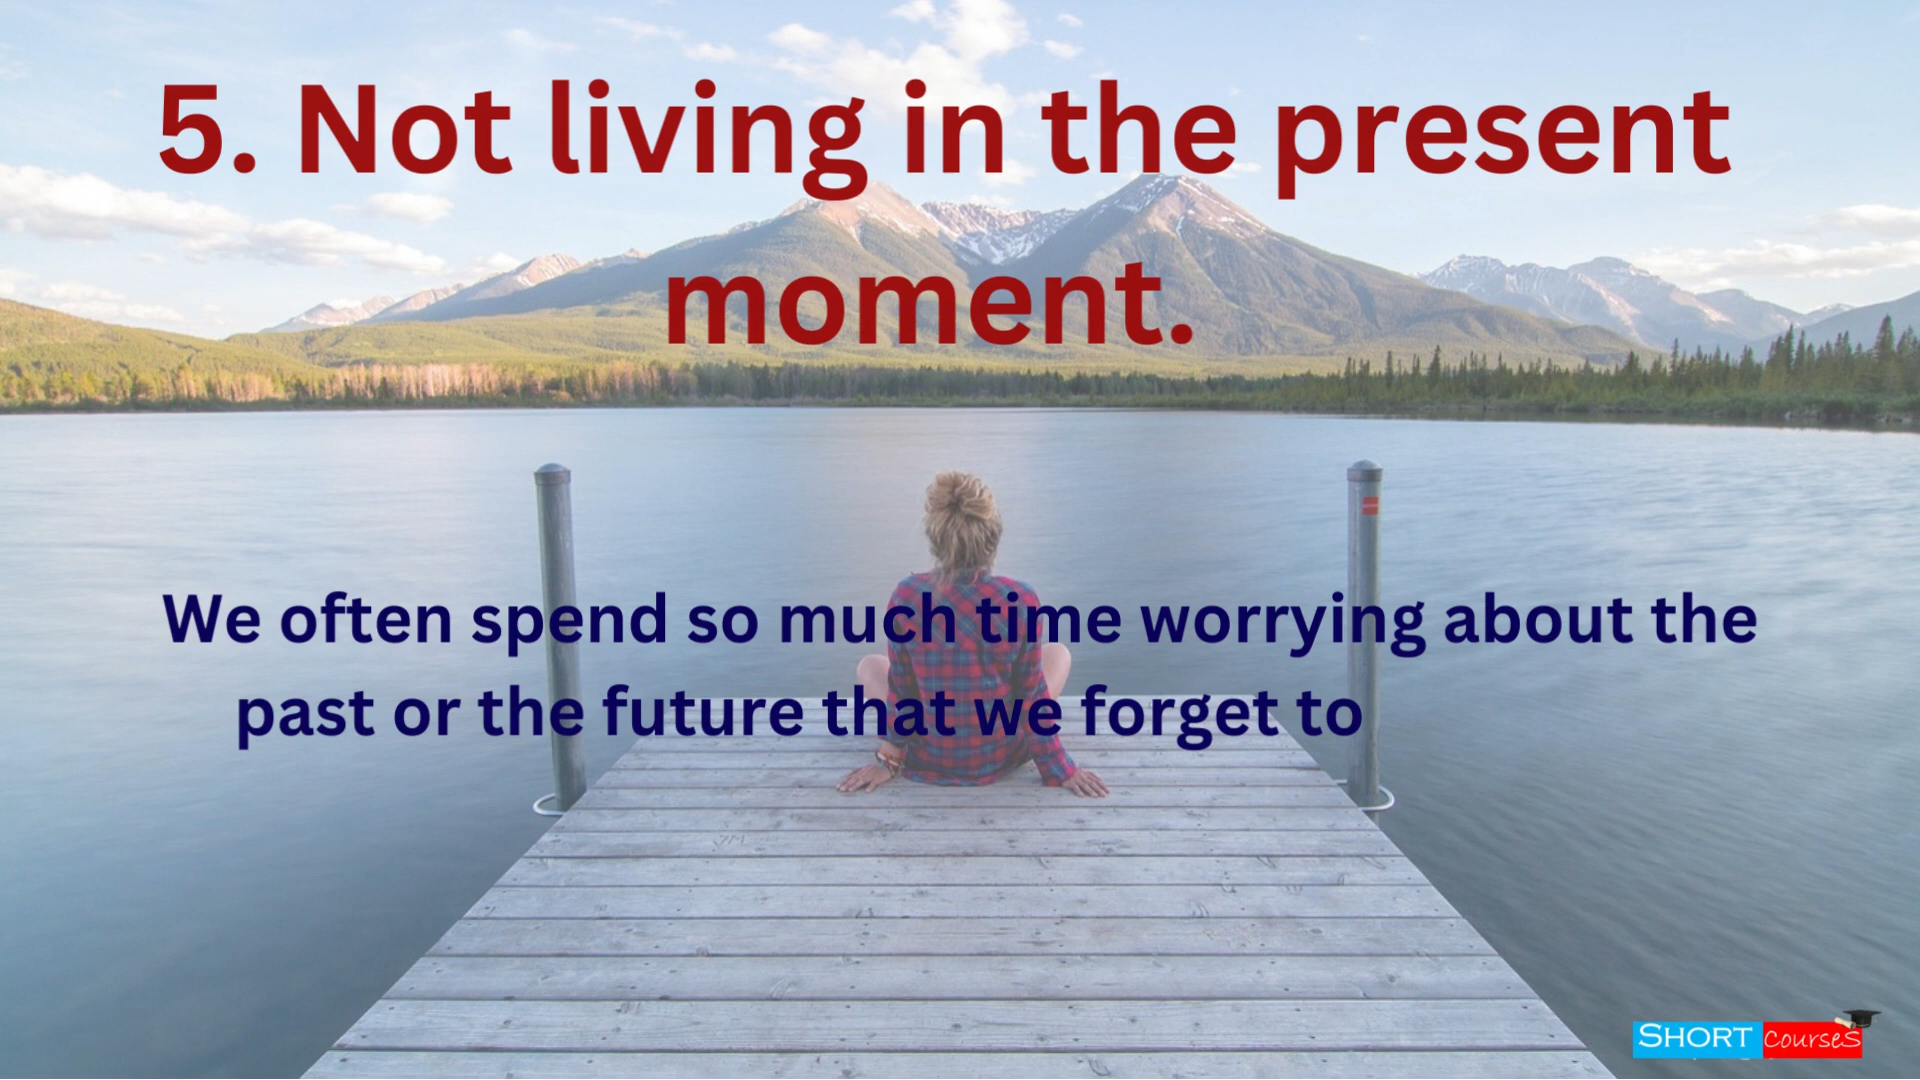 5. Not living in the present
moment.
We often spend so much time worrying about the
past or the future that we forget to
SHORT CourseS